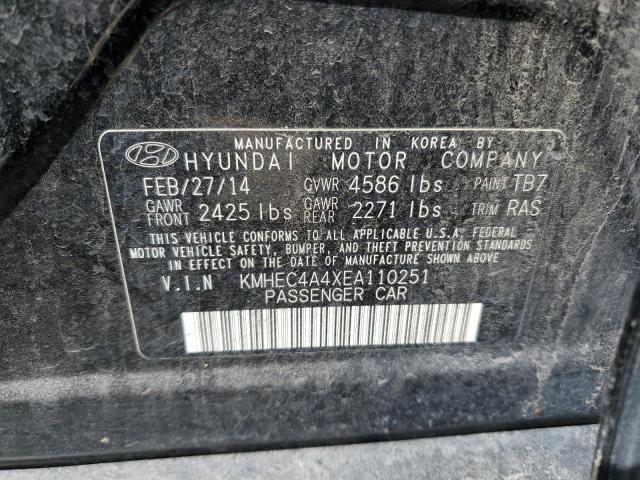 MANUFACTURED IN KOREA BY
HYUNDAI MOTOR COMPANY
FEB/27/14 GVWR 4586 lbs PAINT TB7
GAWR FRONT 2425 lbs GAWR REAR 2271 lbs TRIM RAS
THIS VEHICLE CONFORMS TO ALL APPLICABLE U.S.A. FEDERAL
MOTOR VEHICLE SAFETY, BUMPER, AND THEFT PREVENTION STANDARDS
IN EFFECT ON THE DATE OF MANUFACTURE SHOWN ABOVE
V.I.N KMHEC4A4XEA110251
PASSENGER CAR